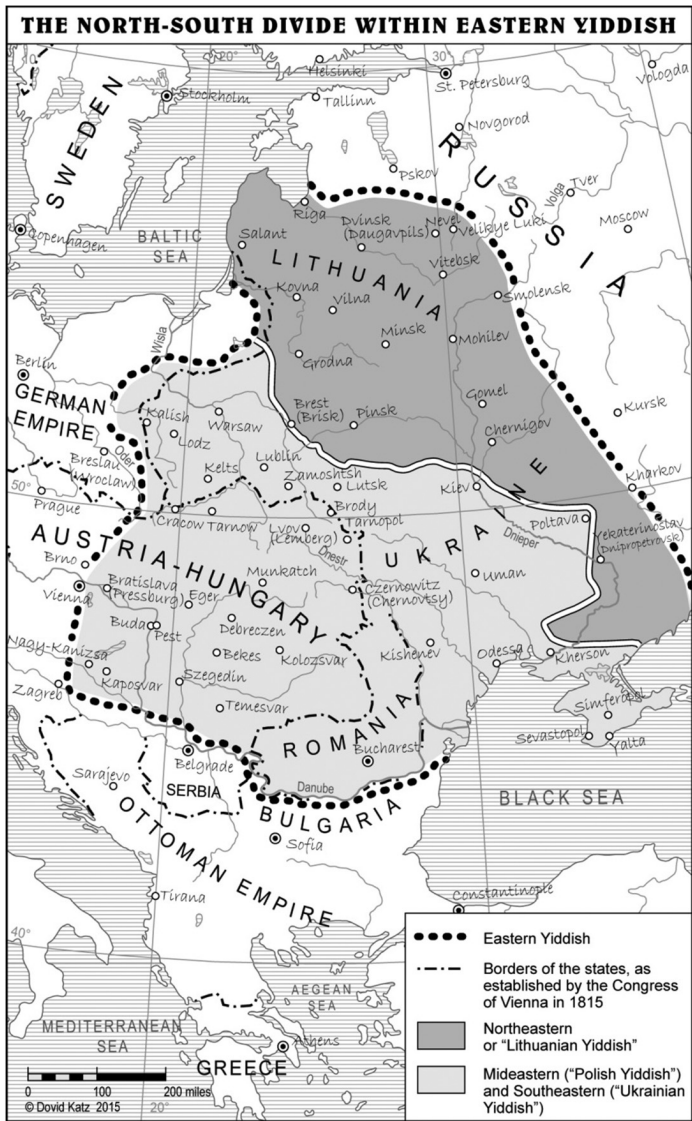 THE NORTH-SOUTH DIVIDE WITHIN EASTERN YIDDISH
20°
30°
Helsinki
St. Petersburg
Vologda
Stockholm
Tallinn
Novgorod
SWEDEN
Pskov
RUSSIA
Volga
Tver
Riga
Dvinsk
(Daugavpils)
Nevel
Velikye Luki
Moscow
Copenhagen
BALTIC
SEA
Salant
LITHUANIA
Vitebsk
Smolensk
Kovna
Vilna
Minsk
Mohilev
Wisla
Grodna
Berlin
GERMAN
EMPIRE
Kalish
Warsaw
Brest
(Brisk)
Pinsk
Gomel
Kursk
Lodz
Chernigov
Breslau
(Wroclaw)
Oder
Kelts
Lublin
Zamoshtsh
Lutsk
Kiev
Kharkov
50°
Prague
Cracow
Tarnow
Brody
Lvov
(Lemberg)
Tarnopol
Poltava
UKRAINE
Dnieper
Yekaterinoslav
(Dnipropetrovsk)
AUSTRIA-HUNGARY
Dnestr
Brno
Vienna
Bratislava
(Pressburg)
Eger
Munkatch
Czernowitz
(Chernovtsy)
Uman
Buda
Pest
Debreczen
Nagy-Kanizsa
Bekes
Kolozsvar
Kishenev
Odessa
Kherson
Zagreb
Kaposvar
Szegedin
Temesvar
ROMANIA
Simferopol
Sevastopol
Yalta
Bucharest
Belgrade
Sarajevo
SERBIA
Danube
BULGARIA
BLACK SEA
OTTOMAN EMPIRE
Sofia
Tirana
Constantinople
40°
AEGEAN
SEA
MEDITERRANEAN
SEA
GREECE
Athens
Eastern Yiddish
Borders of the states, as
established by the Congress
of Vienna in 1815
Northeastern
or “Lithuanian Yiddish”
Mideastern (“Polish Yiddish”)
and Southeastern (“Ukrainian
Yiddish”)
0 100 200 miles
© Dovid Katz 2015
20°